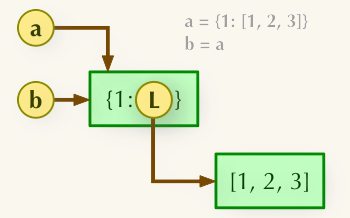 a
a = {1: [1, 2, 3]}
b = a
b
{1: L }
[1, 2, 3]